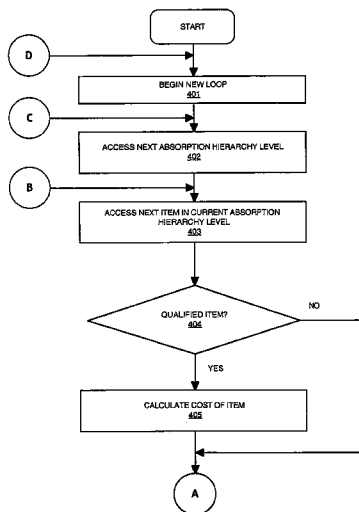 START
D
BEGIN NEW LOOP
401
C
ACCESS NEXT ABSORPTION HIERARCHY LEVEL
402
B
ACCESS NEXT ITEM IN CURRENT ABSORPTION
HIERARCHY LEVEL
403
QUALIFIED ITEM?
404
NO
YES
CALCULATE COST OF ITEM
405
A